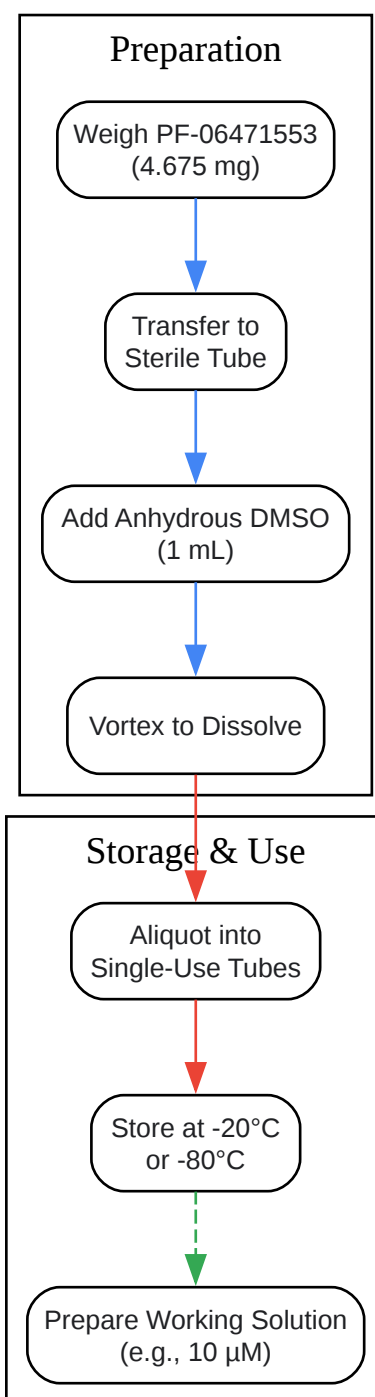 Preparation
Weigh PF-06471553
(4.675 mg)
Transfer to
Sterile Tube
Add Anhydrous DMSO
(1 mL)
Vortex to Dissolve
Storage & Use
Aliquot into
Single-Use Tubes
Store at -20°C
or -80°C
Prepare Working Solution
(e.g., 10 µM)